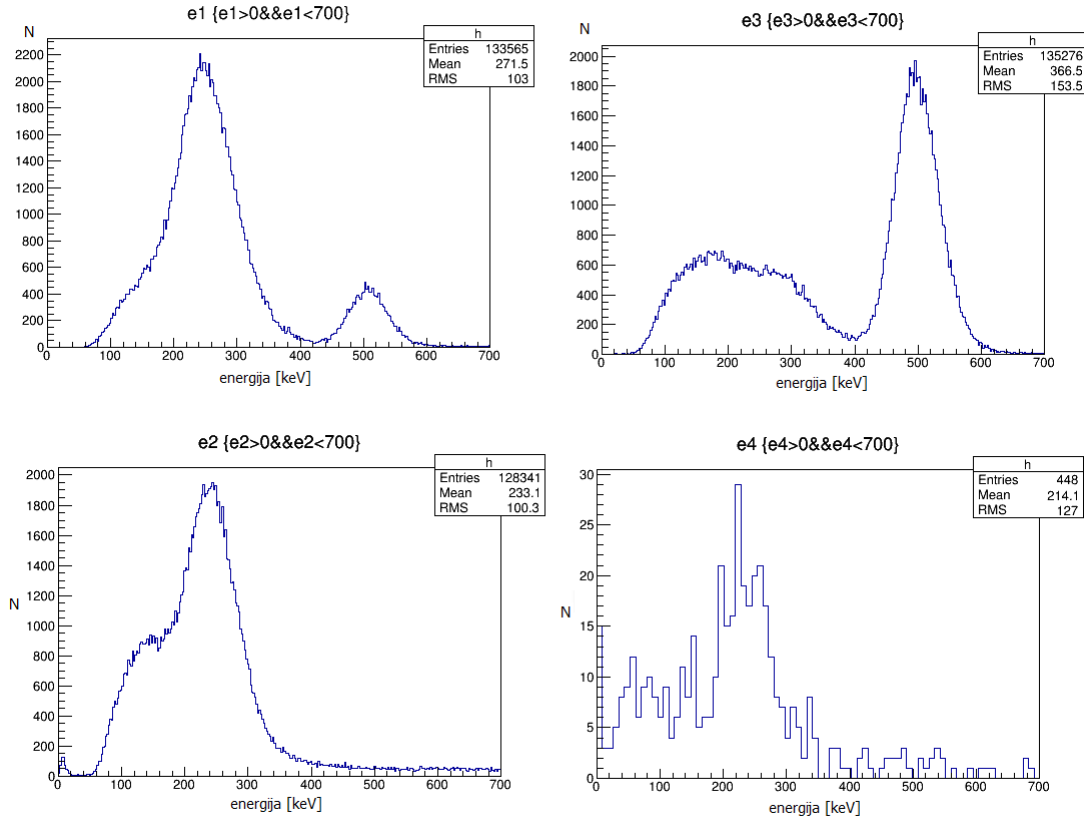 e1 {e1>0&&e1<700}
N
h
Entries 133565
Mean 271.5
RMS 103
2200
2000
1800
1600
1400
1200
1000
800
600
400
200
0
0 100 200 300 400 500 600 700
energija [keV]
e3 {e3>0&&e3<700}
N
h
Entries 135276
Mean 366.5
RMS 153.5
2000
1800
1600
1400
1200
1000
800
600
400
200
0
0 100 200 300 400 500 600 700
energija [keV]
e2 {e2>0&&e2<700}
h
Entries 128341
Mean 233.1
RMS 100.3
2000
1800
1600
1400
1200
N
1000
800
600
400
200
0
0 100 200 300 400 500 600 700
energija [keV]
e4 {e4>0&&e4<700}
h
Entries 448
Mean 214.1
RMS 127
30
25
20
N
15
10
5
0
0 100 200 300 400 500 600 700
energija [keV]